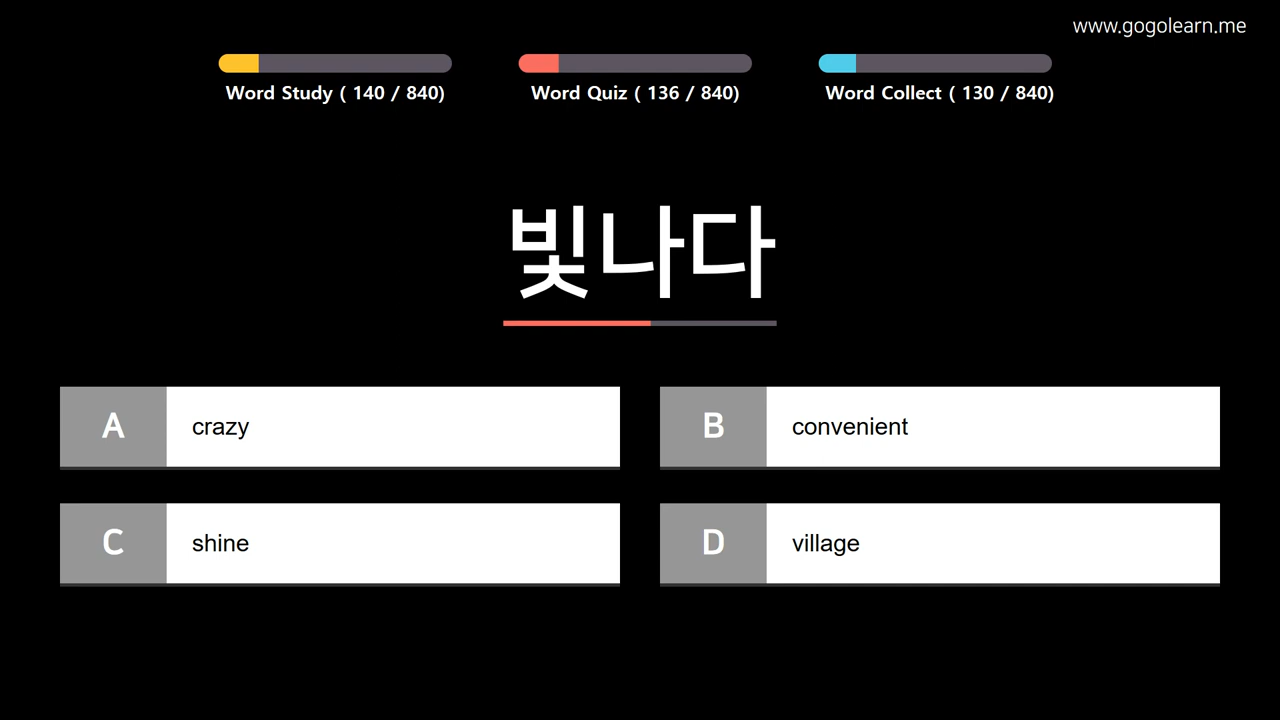 www.gogolearn.me
Word Study ( 140 / 840)
Word Quiz ( 136 / 840)
Word Collect ( 130 / 840)
빛나다
A
crazy
B
convenient
C
shine
D
village